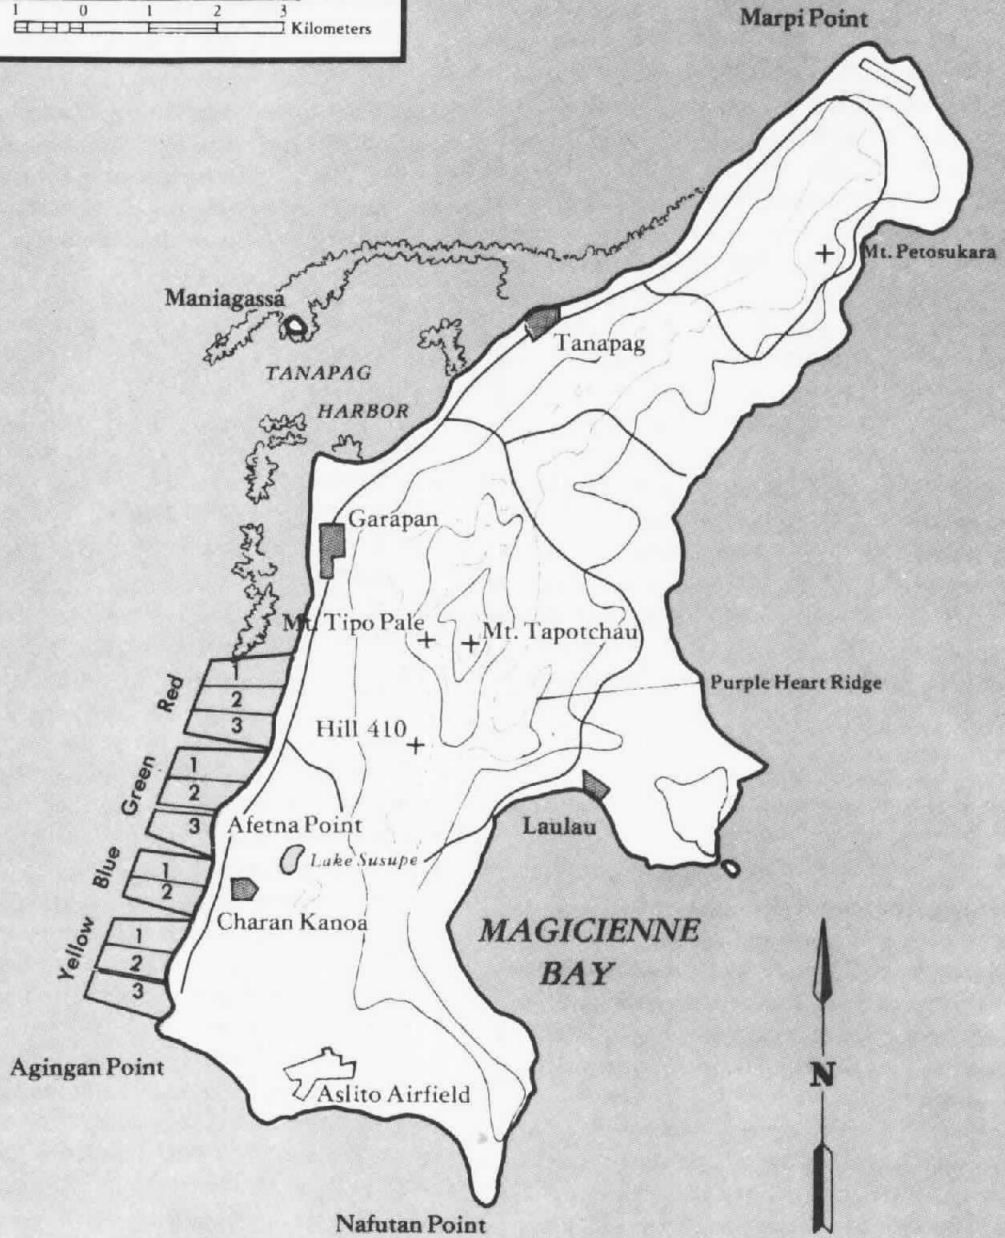 1 0 1 2 3
Kilometers
Marpi Point
Mt. Petosukara
Maniagassa
Tanapag
TANAPAG
HARBOR
Garapan
Mt. Tipo Pale
Mt. Tapotchau
Red
1
2
3
Purple Heart Ridge
Hill 410
Green
1
2
3
Afetna Point
Laulau
Blue
1
2
Lake Susupe
Charan Kanoa
Yellow
1
2
3
MAGICIENNE
BAY
Agingan Point
Aslito Airfield
N
Nafutan Point